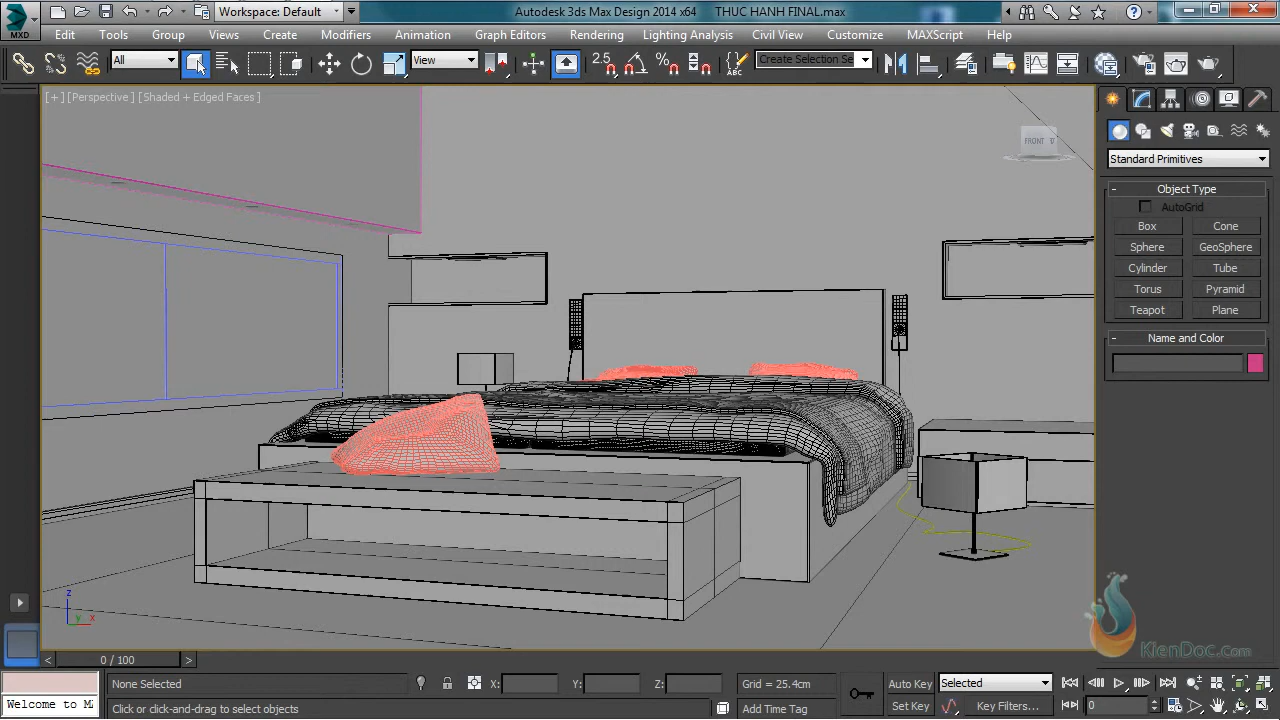 Workspace: Default
Autodesk 3ds Max Design 2014 x64 THUC HANH FINAL.max
MXD
Edit Tools Group Views Create Modifiers Animation Graph Editors Rendering Lighting Analysis Civil View Customize MAXScript Help
All
View
2.5
Create Selection Se
[+][Perspective][Shaded + Edged Faces]
FRONT
Standard Primitives
- Object Type
AutoGrid
Box Cone
Sphere GeoSphere
Cylinder Tube
Torus Pyramid
Teapot Plane
- Name and Color
z
y x
KienDoc.com
< 0 / 100 >
None Selected
X: Y: Z:
Grid = 25.4cm
Auto Key
Selected
Welcome to M
Click or click-and-drag to select objects
Add Time Tag
Set Key
Key Filters...
0